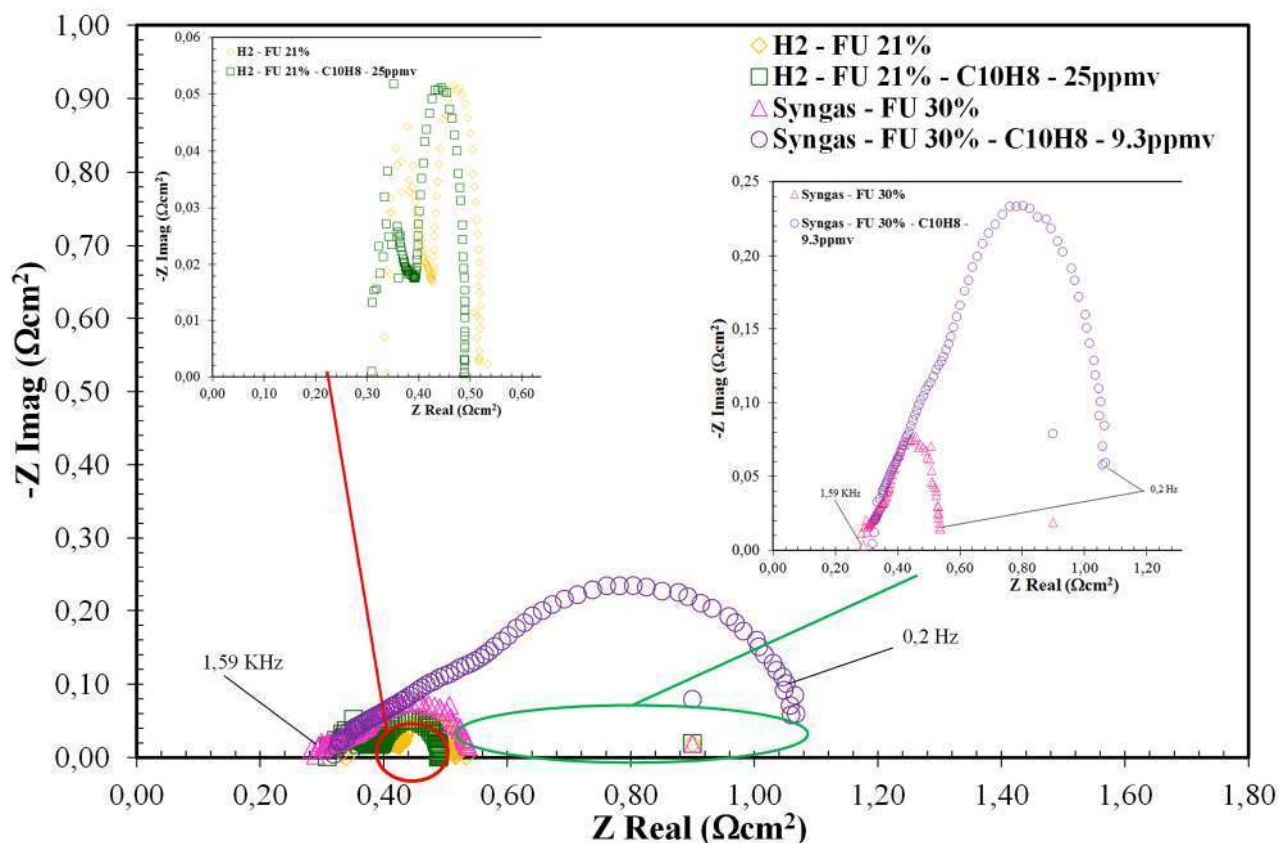 1,00
0,90
0,80
0,70
0,60
0,50
0,40
0,30
0,20
0,10
0,00
-Z Imag (Ωcm²)
0,00
0,20
0,40
0,60
0,80
1,00
1,20
1,40
1,60
1,80
Z Real (Ωcm²)
H2 - FU 21%
H2 - FU 21% - C10H8 - 25ppmv
Syngas - FU 30%
Syngas - FU 30% - C10H8 - 9.3ppmv
1,59 KHz
0,2 Hz
0,06
0,05
0,04
0,03
0,02
0,01
0,00
-Z Imag (Ωcm²)
H2 - FU 21%
H2 - FU 21% - C10H8 - 25ppmv
0,00
0,10
0,20
0,30
0,40
0,50
0,60
Z Real (Ωcm²)
0,25
0,20
0,15
0,10
0,05
0,00
-Z Imag (Ωcm²)
Syngas - FU 30%
Syngas - FU 30% - C10H8 -
9.3ppmv
1,59 KHz
0,2 Hz
0,00
0,20
0,40
0,60
0,80
1,00
1,20
Z Real (Ωcm²)